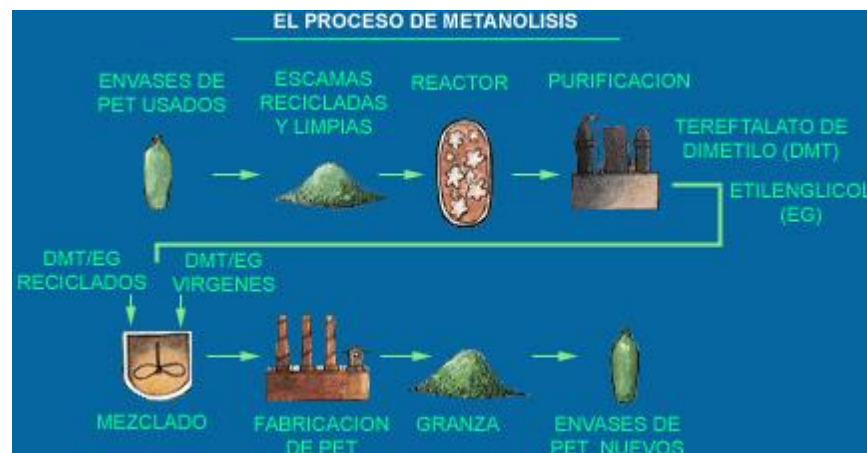 EL PROCESO DE METANOLISIS
ENVASES DE
PET USADOS
ESCAMAS
RECICLADAS
Y LIMPIAS
REACTOR
PURIFICACION
TEREFTALATO DE
DIMETILO (DMT)
ETILENGLICOL
(EG)
DMT/EG
RECICLADOS
DMT/EG
VIRGENES
MEZCLADO
FABRICACION
DE PET
GRANZA
ENVASES DE
PET NUEVOS